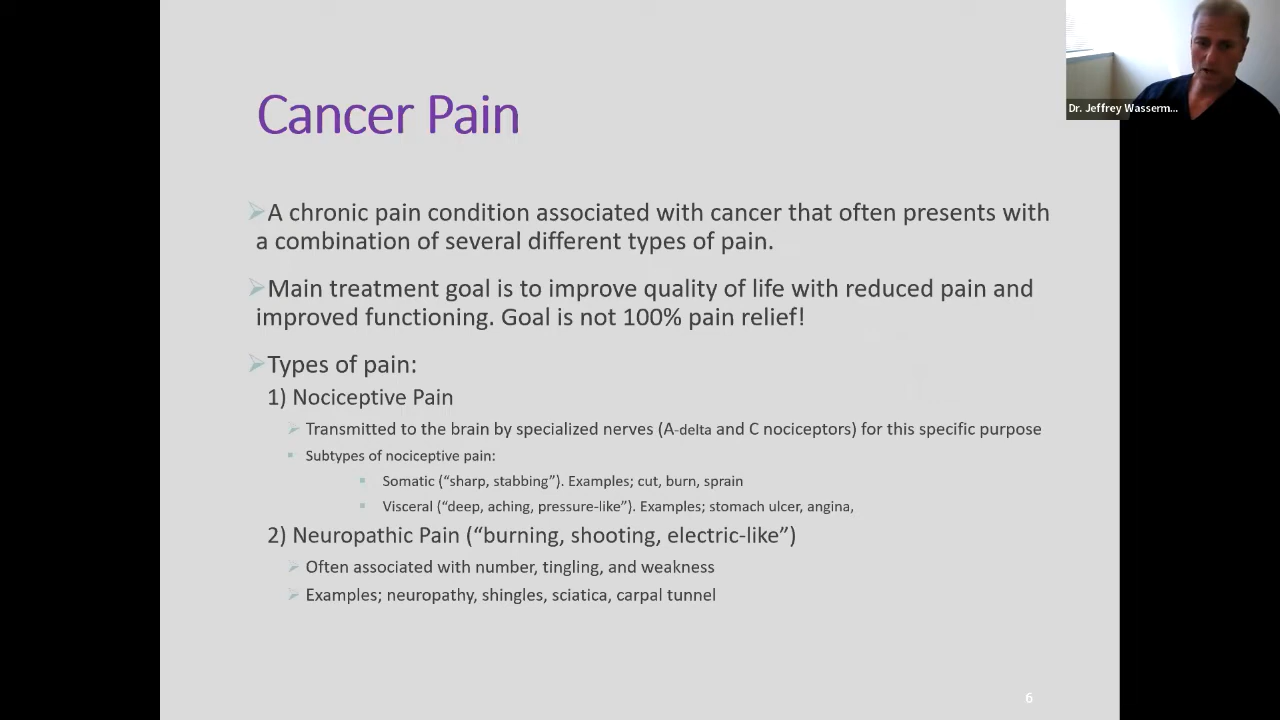 Cancer Pain
Dr. Jeffrey Wasserm...
A chronic pain condition associated with cancer that often presents with
a combination of several different types of pain.
Main treatment goal is to improve quality of life with reduced pain and
improved functioning. Goal is not 100% pain relief!
Types of pain:
1) Nociceptive Pain
Transmitted to the brain by specialized nerves (A-delta and C nociceptors) for this specific purpose
Subtypes of nociceptive pain:
Somatic (“sharp, stabbing”). Examples; cut, burn, sprain
Visceral (“deep, aching, pressure-like”). Examples; stomach ulcer, angina,
2) Neuropathic Pain (“burning, shooting, electric-like”)
Often associated with number, tingling, and weakness
Examples; neuropathy, shingles, sciatica, carpal tunnel
6